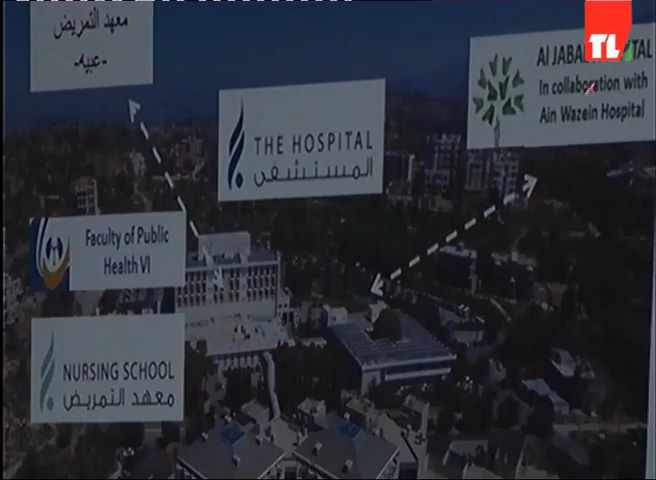 معهد التمريض
-عبيه-
THE HOSPITAL
المستشفى
Al JABAL
In collaboration with
Ain Wazein Hospital
Faculty of Public
Health VI
NURSING SCHOOL
معهد التمريض
TL